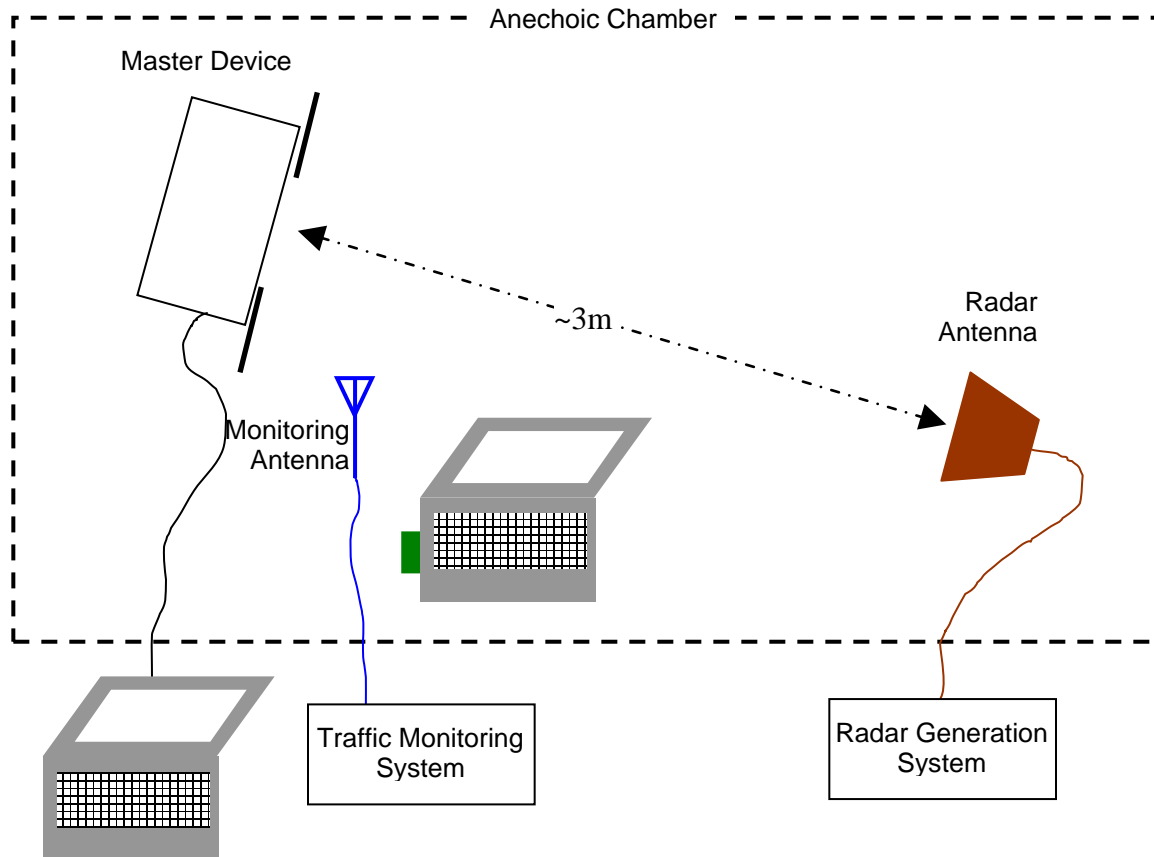 Anechoic Chamber
Master Device
~3m
Radar
Antenna
Monitoring
Antenna
Traffic Monitoring
System
Radar Generation
System